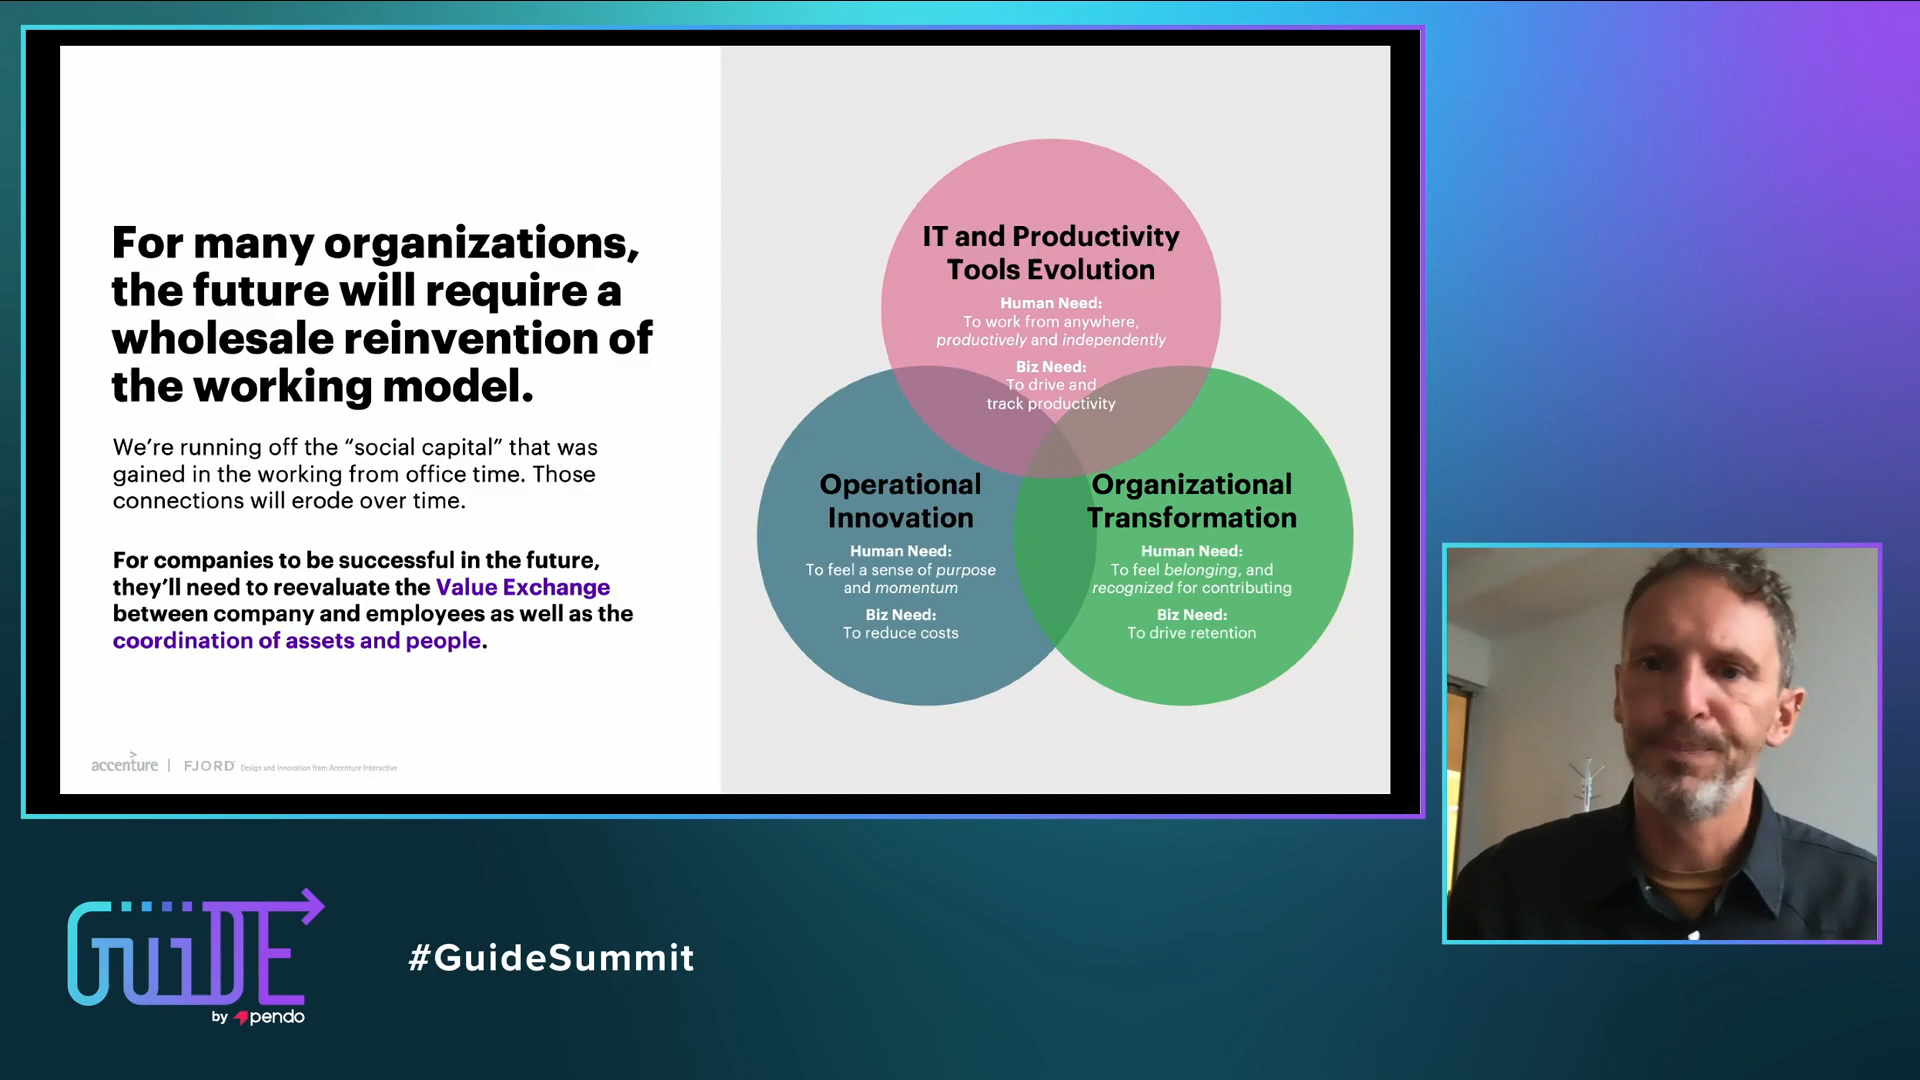 For many organizations,
the future will require a
wholesale reinvention of
the working model.
We’re running off the “social capital” that was
gained in the working from office time. Those
connections will erode over time.
For companies to be successful in the future,
they’ll need to reevaluate the Value Exchange
between company and employees as well as the
coordination of assets and people.
accenture | FJORD Design and Innovation from Accenture Interactive
IT and Productivity
Tools Evolution
Human Need:
To work from anywhere,
productively and independently
Biz Need:
To drive and
track productivity
Operational
Innovation
Human Need:
To feel a sense of purpose
and momentum
Biz Need:
To reduce costs
Organizational
Transformation
Human Need:
To feel belonging, and
recognized for contributing
Biz Need:
To drive retention
GuiDE
by pendo
#GuideSummit